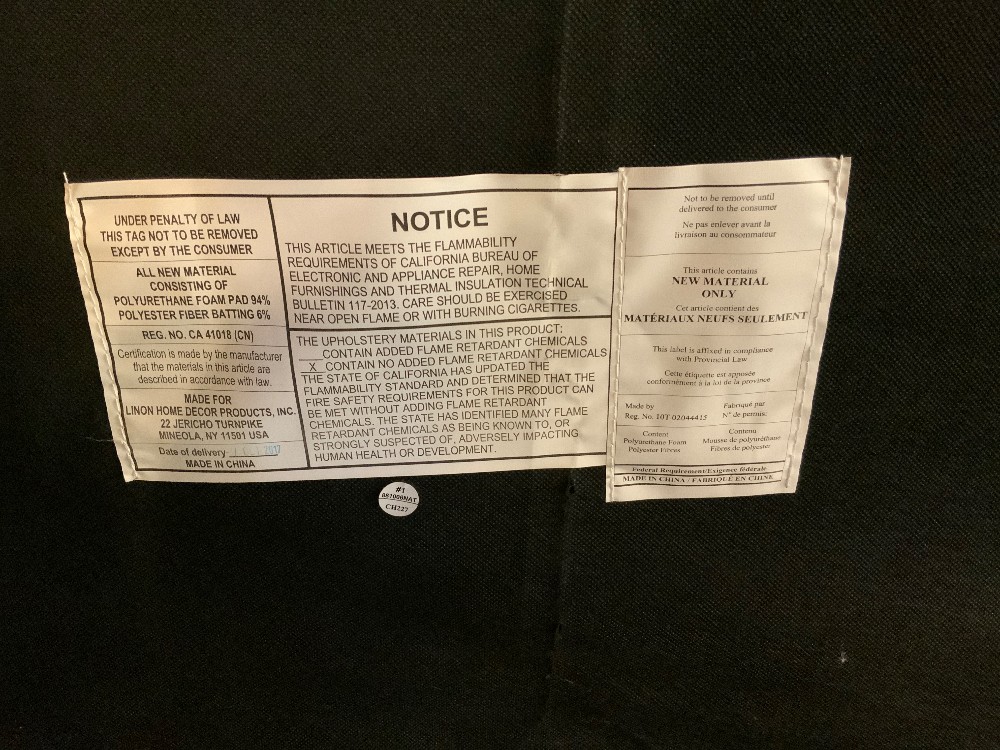 UNDER PENALTY OF LAW
THIS TAG NOT TO BE REMOVED
EXCEPT BY THE CONSUMER
ALL NEW MATERIAL
CONSISTING OF
POLYURETHANE FOAM PAD 94%
POLYESTER FIBER BATTING 6%
REG. NO. CA 41018 (CN)
Certification is made by the manufacturer
that the materials in this article are
described in accordance with law.
MADE FOR
LINON HOME DECOR PRODUCTS, INC.
22 JERICHO TURNPIKE
MINEOLA, NY 11501 USA
Date of delivery
MADE IN CHINA
NOTICE
THIS ARTICLE MEETS THE FLAMMABILITY
REQUIREMENTS OF CALIFORNIA BUREAU OF
ELECTRONIC AND APPLIANCE REPAIR, HOME
FURNISHINGS AND THERMAL INSULATION TECHNICAL
BULLETIN 117-2013. CARE SHOULD BE EXERCISED
NEAR OPEN FLAME OR WITH BURNING CIGARETTES.
THE UPHOLSTERY MATERIALS IN THIS PRODUCT:
____CONTAIN ADDED FLAME RETARDANT CHEMICALS
_X_ CONTAIN NO ADDED FLAME RETARDANT CHEMICALS
THE STATE OF CALIFORNIA HAS UPDATED THE
FLAMMABILITY STANDARD AND DETERMINED THAT THE
FIRE SAFETY REQUIREMENTS FOR THIS PRODUCT CAN
BE MET WITHOUT ADDING FLAME RETARDANT
CHEMICALS. THE STATE HAS IDENTIFIED MANY FLAME
RETARDANT CHEMICALS AS BEING KNOWN TO, OR
STRONGLY SUSPECTED OF, ADVERSELY IMPACTING
HUMAN HEALTH OR DEVELOPMENT.
Not to be removed until
delivered to the consumer
Ne pas enlever avant la
livraison au consommateur
This article contains
NEW MATERIAL
ONLY
Cet article contient des
MATÉRIAUX NEUFS SEULEMENT
This label is affixed in compliance
with Provincial Law
Cette étiquette est apposée
conformément à la loi de la province
Made by Fabriqué par
Reg. No. 10T 02044415 N° de permis:
Content Contenu
Polyurethane Foam Mousse de polyuréthane
Polyester Fibres Fibres de polyester
Federal Requirement/Exigence fédérale
MADE IN CHINA / FABRIQUÉ EN CHINE
#1
CH227